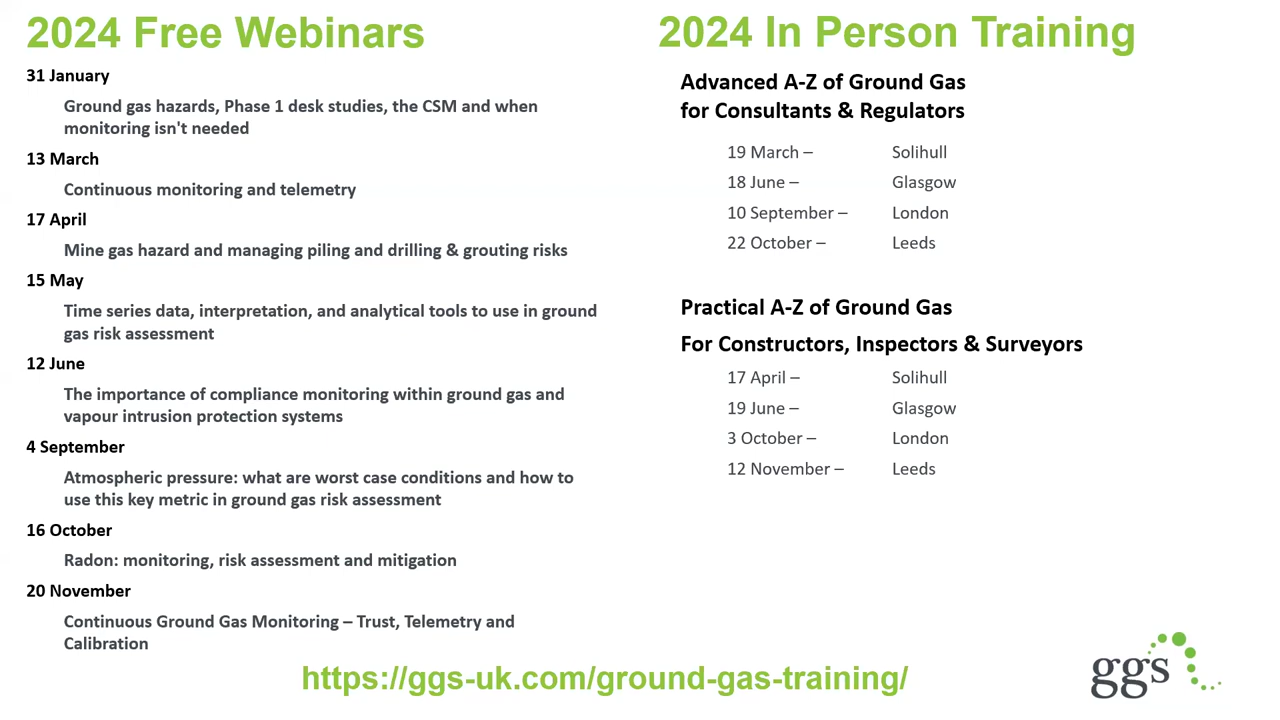 2024 Free Webinars
31 January
Ground gas hazards, Phase 1 desk studies, the CSM and when
monitoring isn't needed
13 March
Continuous monitoring and telemetry
17 April
Mine gas hazard and managing piling and drilling & grouting risks
15 May
Time series data, interpretation, and analytical tools to use in ground
gas risk assessment
12 June
The importance of compliance monitoring within ground gas and
vapour intrusion protection systems
4 September
Atmospheric pressure: what are worst case conditions and how to
use this key metric in ground gas risk assessment
16 October
Radon: monitoring, risk assessment and mitigation
20 November
Continuous Ground Gas Monitoring – Trust, Telemetry and
Calibration
2024 In Person Training
Advanced A-Z of Ground Gas
for Consultants & Regulators
19 March – Solihull
18 June – Glasgow
10 September – London
22 October – Leeds
Practical A-Z of Ground Gas
For Constructors, Inspectors & Surveyors
17 April – Solihull
19 June – Glasgow
3 October – London
12 November – Leeds
https://ggs-uk.com/ground-gas-training/
ggs